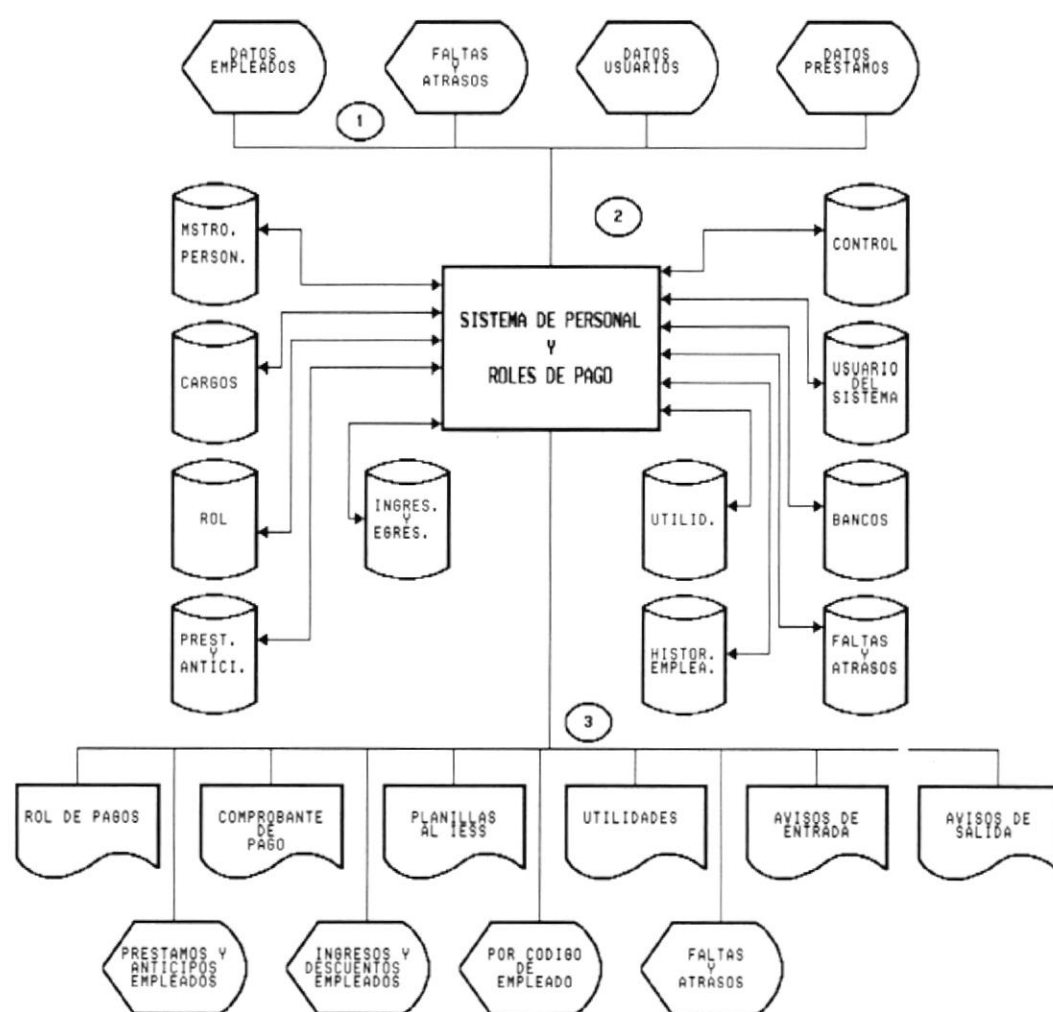 DATOS
EMPLEADOS
FALTAS
Y
ATRASOS
DATOS
USUARIOS
DATOS
PRESTAMOS
1
2
MSTRO.
PERSON.
CONTROL
SISTEMA DE PERSONAL
Y
ROLES DE PAGO
CARGOS
USUARIO
DEL
SISTEMA
ROL
INGRES.
Y
EGRES.
UTILID.
BANCOS
PREST.
Y
ANTICI.
HISTOR.
EMPLEA.
FALTAS
Y
ATRASOS
3
ROL DE PAGOS
COMPROBANTE
DE
PAGO
PLANILLAS
AL IESS
UTILIDADES
AVISOS DE
ENTRADA
AVISOS DE
SALIDA
PRESTAMOS Y
ANTICIPOS
EMPLEADOS
INGRESOS Y
DESCUENTOS
EMPLEADOS
POR CODIGO
DE
EMPLEADO
FALTAS
Y
ATRASOS